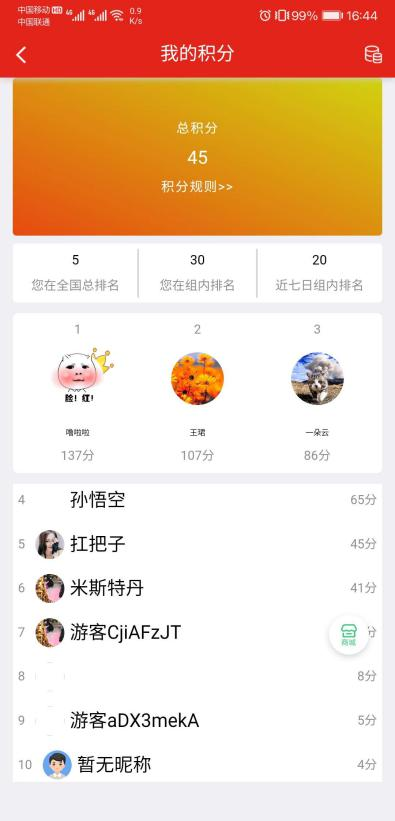 中国移动 HD 4G 4G 0.9 K/s 99% 16:44
中国联通
我的积分
总积分
45
积分规则>>
5 30 20
您在全国总排名 您在组内排名 近七日组内排名
1 2 3
脸！红！
噜啦啦 王珺 一朵云
137分 107分 86分
4 孙悟空 65分
5 扛把子 45分
6 米斯特丹 41分
7 游客CjiAFzJT 分
商城
8 8分
9 游客aDX3mekA 5分
10 暂无昵称 4分